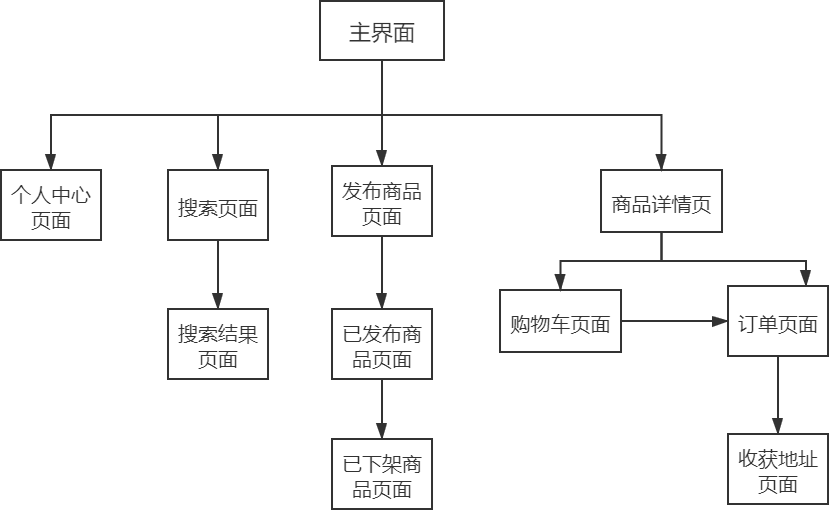 主界面
个人中心
页面
搜索页面
发布商品
页面
商品详情页
搜索结果
页面
已发布商
品页面
购物车页面
订单页面
已下架商
品页面
收获地址
页面